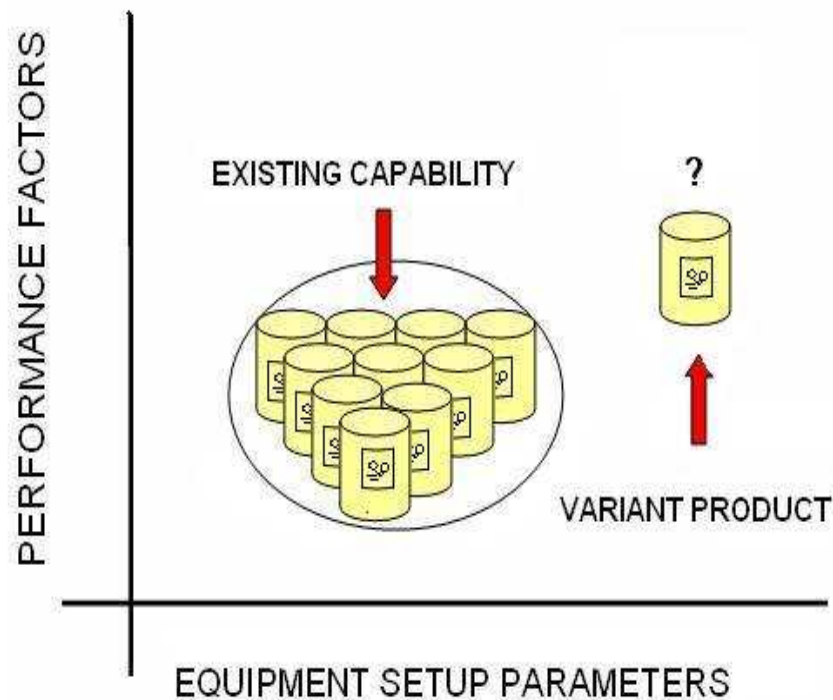 PERFORMANCE FACTORS
EXISTING CAPABILITY
?
VARIANT PRODUCT
EQUIPMENT SETUP PARAMETERS